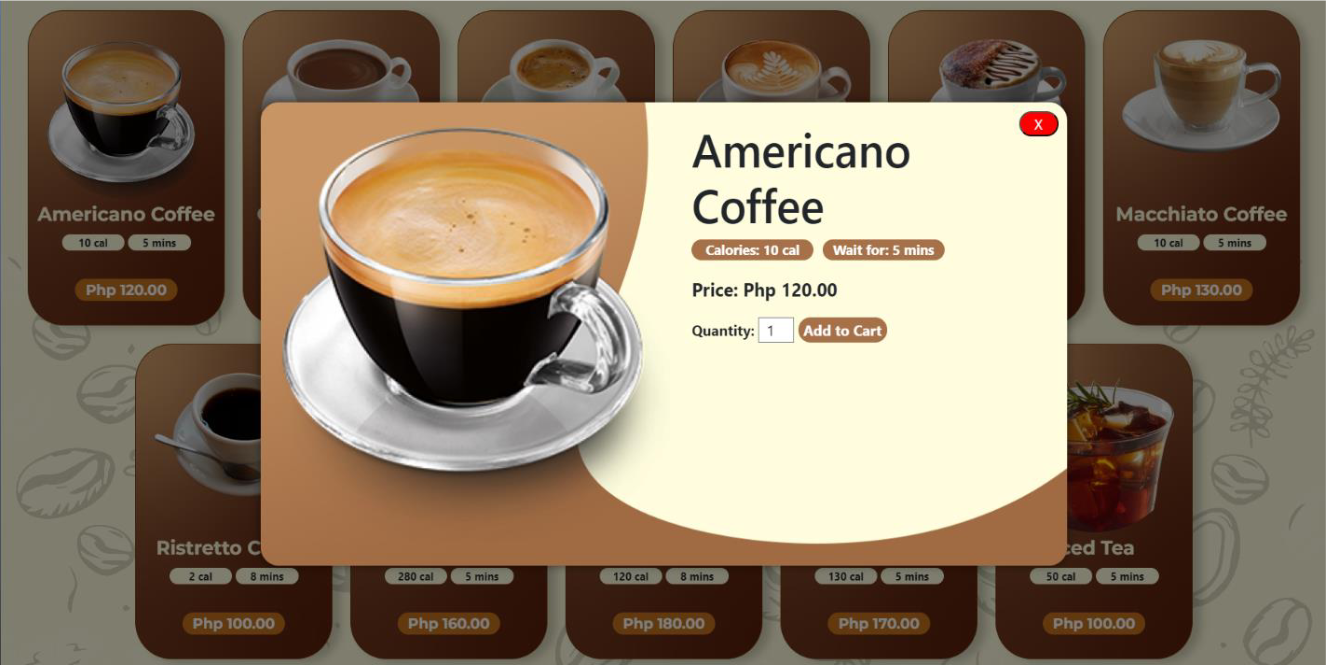 X
Americano
Coffee
Calories: 10 cal Wait for: 5 mins
Price: Php 120.00
Quantity: 1 Add to Cart
Americano Coffee
10 cal 5 mins
Php 120.00
Macchiato Coffee
10 cal 5 mins
Php 130.00
Ristretto C
2 cal 8 mins
Php 100.00
280 cal 5 mins
Php 160.00
120 cal 8 mins
Php 180.00
130 cal 5 mins
Php 170.00
ced Tea
50 cal 5 mins
Php 100.00